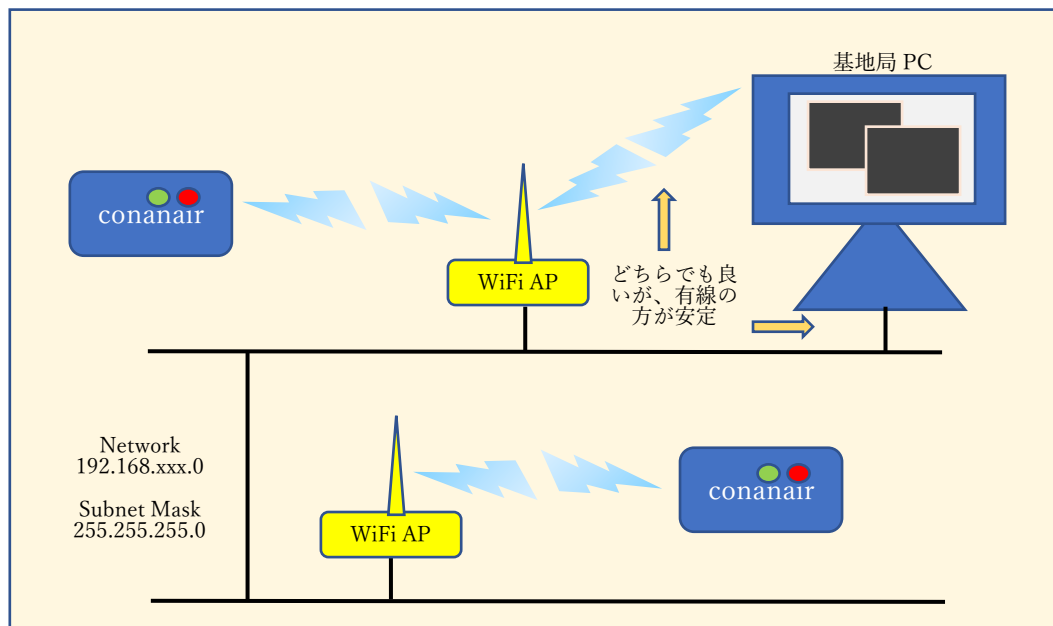 基地局 PC
conanair
WiFi AP
どちらでも良
いが、有線の
方が安定
Network
192.168.xxx.0
Subnet Mask
255.255.255.0
WiFi AP
conanair